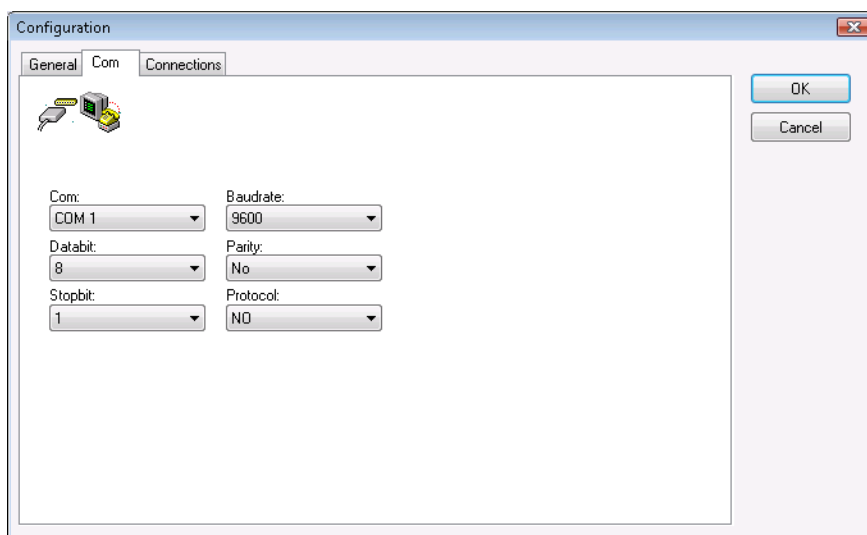 Configuration
General Com Connections
OK
Cancel
Com: Baudrate:
COM 1 9600
Databit: Parity:
8 No
Stopbit: Protocol:
1 NO